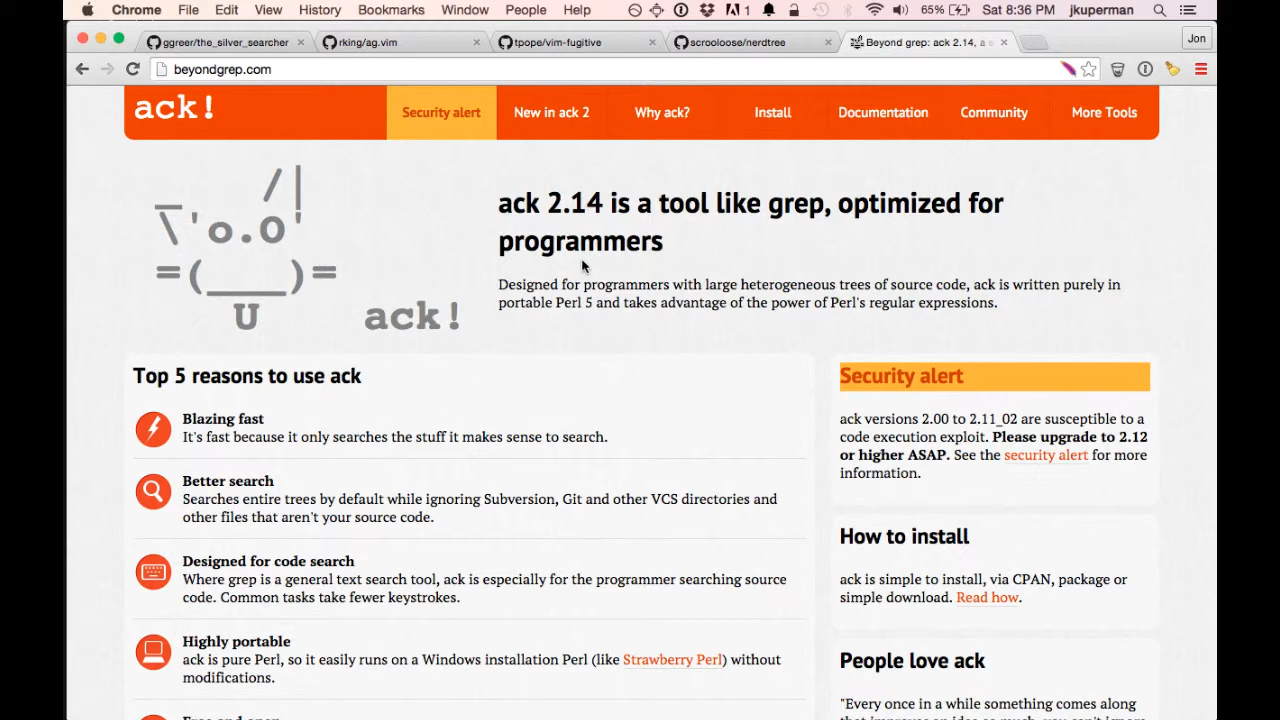 Chrome File Edit View History Bookmarks Window People Help 1 65% Sat 8:36 PM jkuperman
ggreer/the_silver_searcher rking/ag.vim tpope/vim-fugitive scrooloose/nerdtree Beyond grep: ack 2.14, a s Jon
beyondgrep.com
ack! Security alert New in ack 2 Why ack? Install Documentation Community More Tools
_ /|
\'o.O'
=(___)=
U ack!
ack 2.14 is a tool like grep, optimized for
programmers
Designed for programmers with large heterogeneous trees of source code, ack is written purely in
portable Perl 5 and takes advantage of the power of Perl's regular expressions.
Top 5 reasons to use ack
Blazing fast
It's fast because it only searches the stuff it makes sense to search.
Better search
Searches entire trees by default while ignoring Subversion, Git and other VCS directories and
other files that aren't your source code.
Designed for code search
Where grep is a general text search tool, ack is especially for the programmer searching source
code. Common tasks take fewer keystrokes.
Highly portable
ack is pure Perl, so it easily runs on a Windows installation Perl (like Strawberry Perl) without
modifications.
Free and open
Security alert
ack versions 2.00 to 2.11_02 are susceptible to a
code execution exploit. Please upgrade to 2.12
or higher ASAP. See the security alert for more
information.
How to install
ack is simple to install, via CPAN, package or
simple download. Read how.
People love ack
"Every once in a while something comes along
that improves an idea so much, you can't ignore